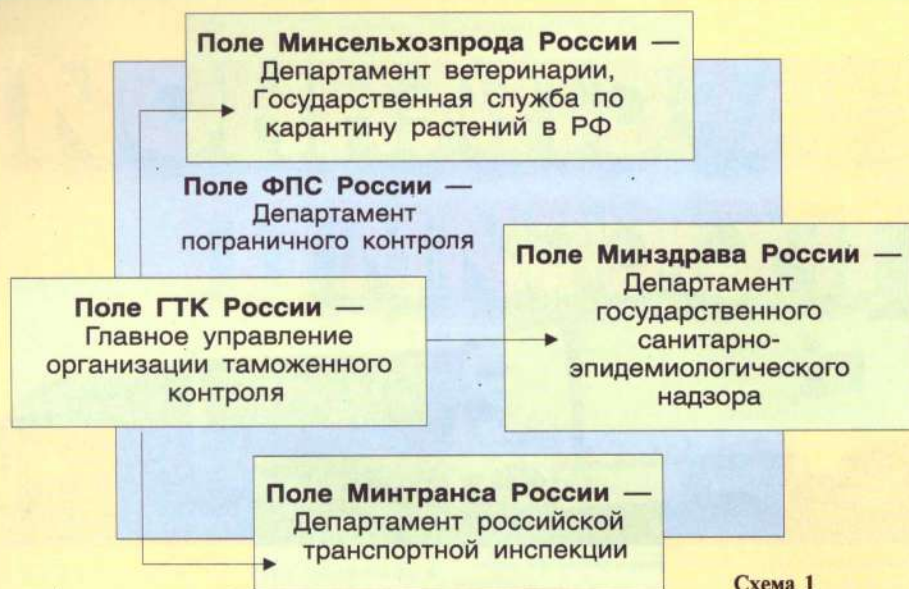 Поле Минсельхозпрода России —
Департамент ветеринарии,
Государственная служба по
карантину растений в РФ
Поле ФПС России —
Департамент
пограничного контроля
Поле Минздрава России —
Департамент
государственного
санитарно-
эпидемиологического
надзора
Поле ГТК России —
Главное управление
организации таможенного
контроля
Поле Минтранса России —
Департамент российской
транспортной инспекции
Схема 1